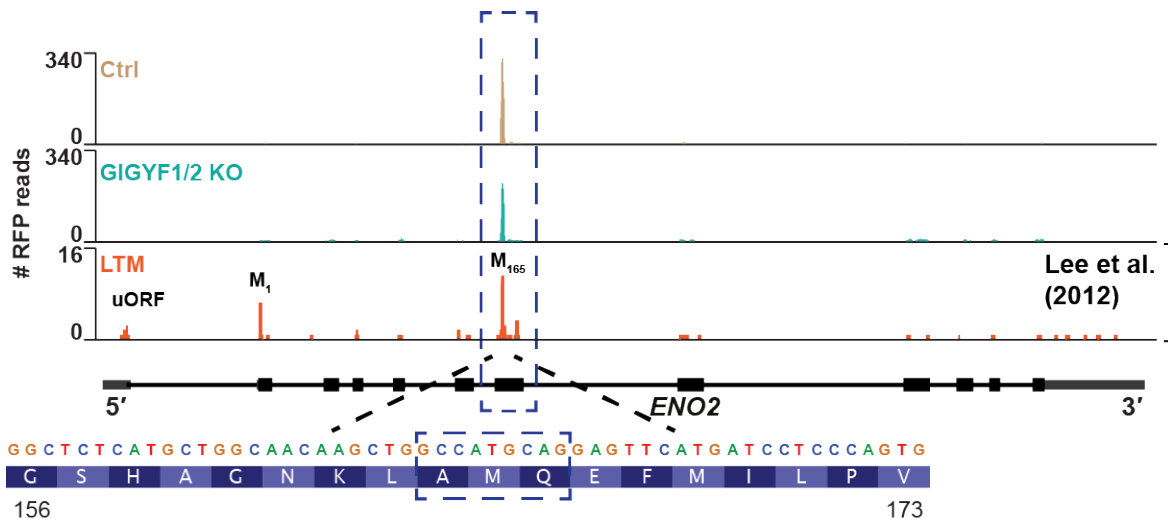 340
Ctrl
0
340
GIGYF1/2 KO
0
# RFP reads
16
LTM
M165
M1
uORF
Lee et al.
(2012)
0
5′
ENO2
3′
GGCTCTCATGCTGGCAACAAGCTGGCCATGCAGGAGTTCATGATCCTCCCAGTG
G S H A G N K L A M Q E F M I L P V
156
173